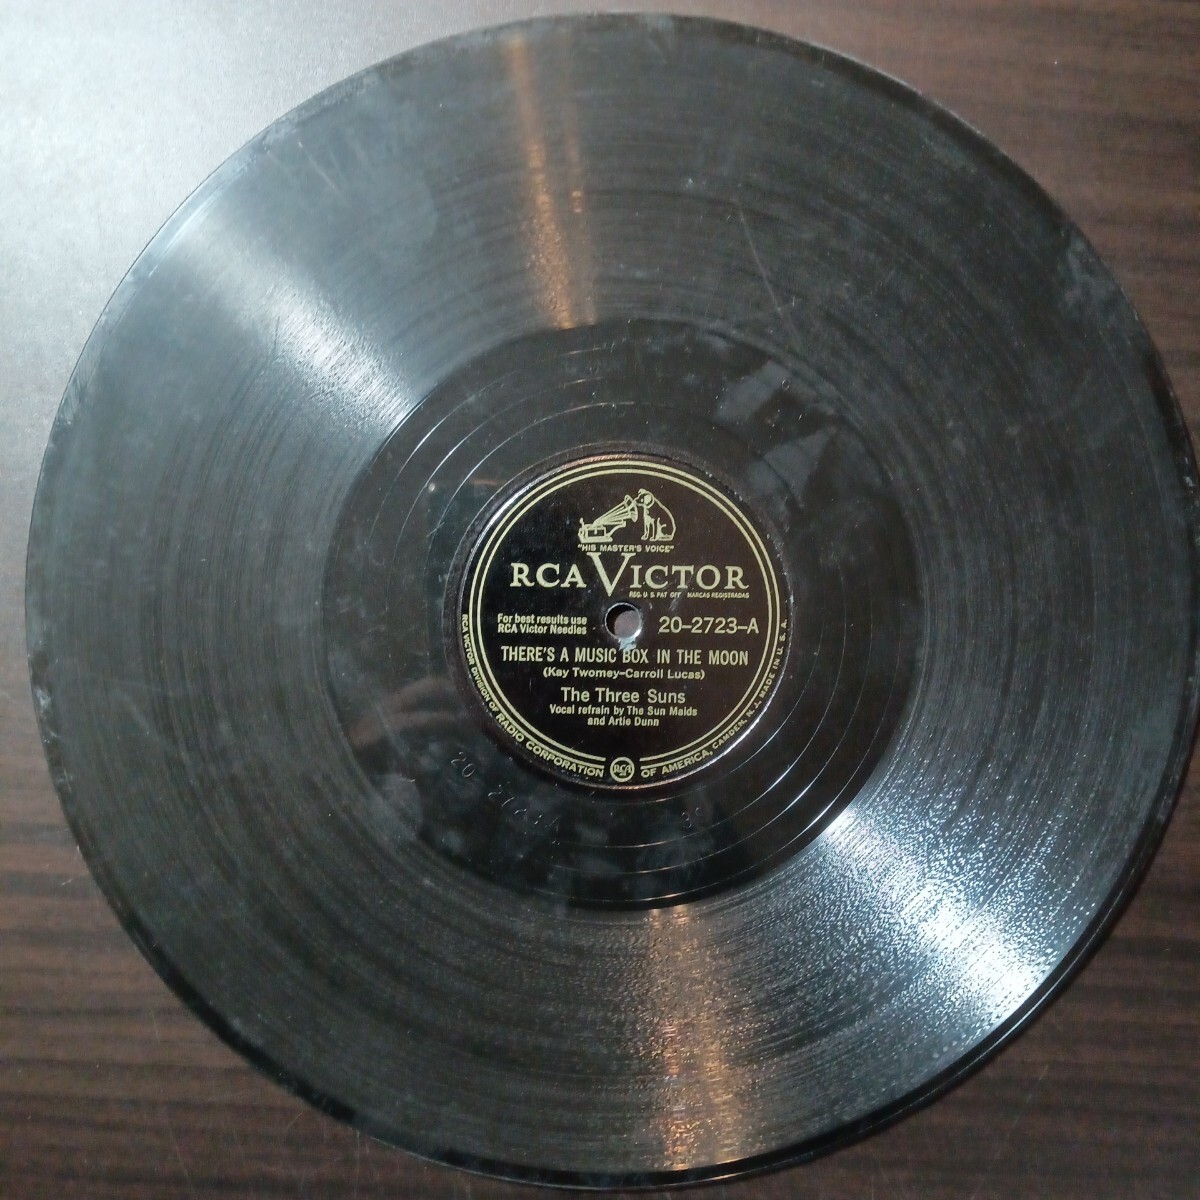 "HIS MASTER'S VOICE"
RCA VICTOR
REG. U. S. PAT. OFF. MARCAS REGISTRADAS
For best results use
RCA Victor Needles
20-2723-A
THERE'S A MUSIC BOX IN THE MOON
(Kay Twomey-Carroll Lucas)
The Three Suns
Vocal refrain by The Sun Maids
and Artie Dunn
RCA VICTOR DIVISION OF RADIO CORPORATION RCA OF AMERICA, CAMDEN, N. J. MADE IN U. S. A.